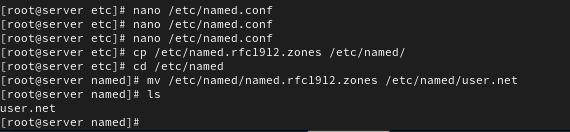 [root@server etc]# nano /etc/named.conf
[root@server etc]# nano /etc/named.conf
[root@server etc]# nano /etc/named.conf
[root@server etc]# cp /etc/named.rfc1912.zones /etc/named/
[root@server etc]# cd /etc/named
[root@server named]# mv /etc/named/named.rfc1912.zones /etc/named/user.net
[root@server named]# ls
user.net
[root@server named]#